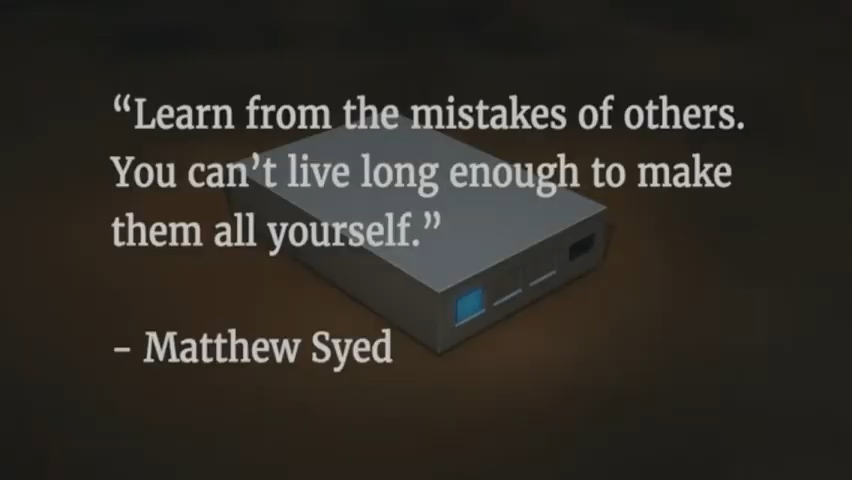 “Learn from the mistakes of others.
You can’t live long enough to make
them all yourself.”
– Matthew Syed